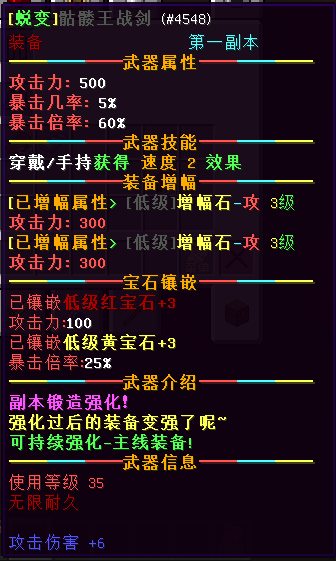 [蜕变]骷髅王战剑 (#4548)
装备 第一副本
武器属性
攻击力: 500
暴击几率: 5%
暴击倍率: 60%
武器技能
穿戴/手持获得 速度 2 效果
装备增幅
[已增幅属性> [低级]增幅石-攻 3级
攻击力: 300
[已增幅属性> [低级]增幅石-攻 3级
攻击力: 300
宝石镶嵌
已镶嵌低级红宝石+3
攻击力:100
已镶嵌低级黄宝石+3
暴击倍率:25%
武器介绍
副本锻造强化!
强化过后的装备变强了呢~
可持续强化-主线装备!
武器信息
使用等级 35
无限耐久
攻击伤害 +6